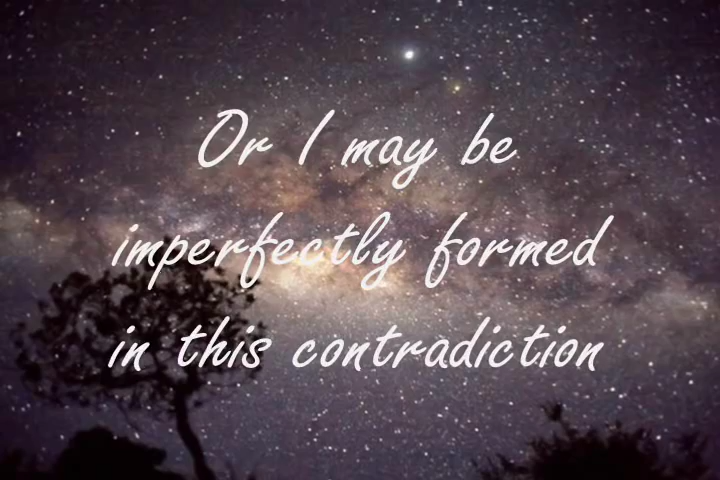 Or I may be
imperfectly formed
in this contradiction